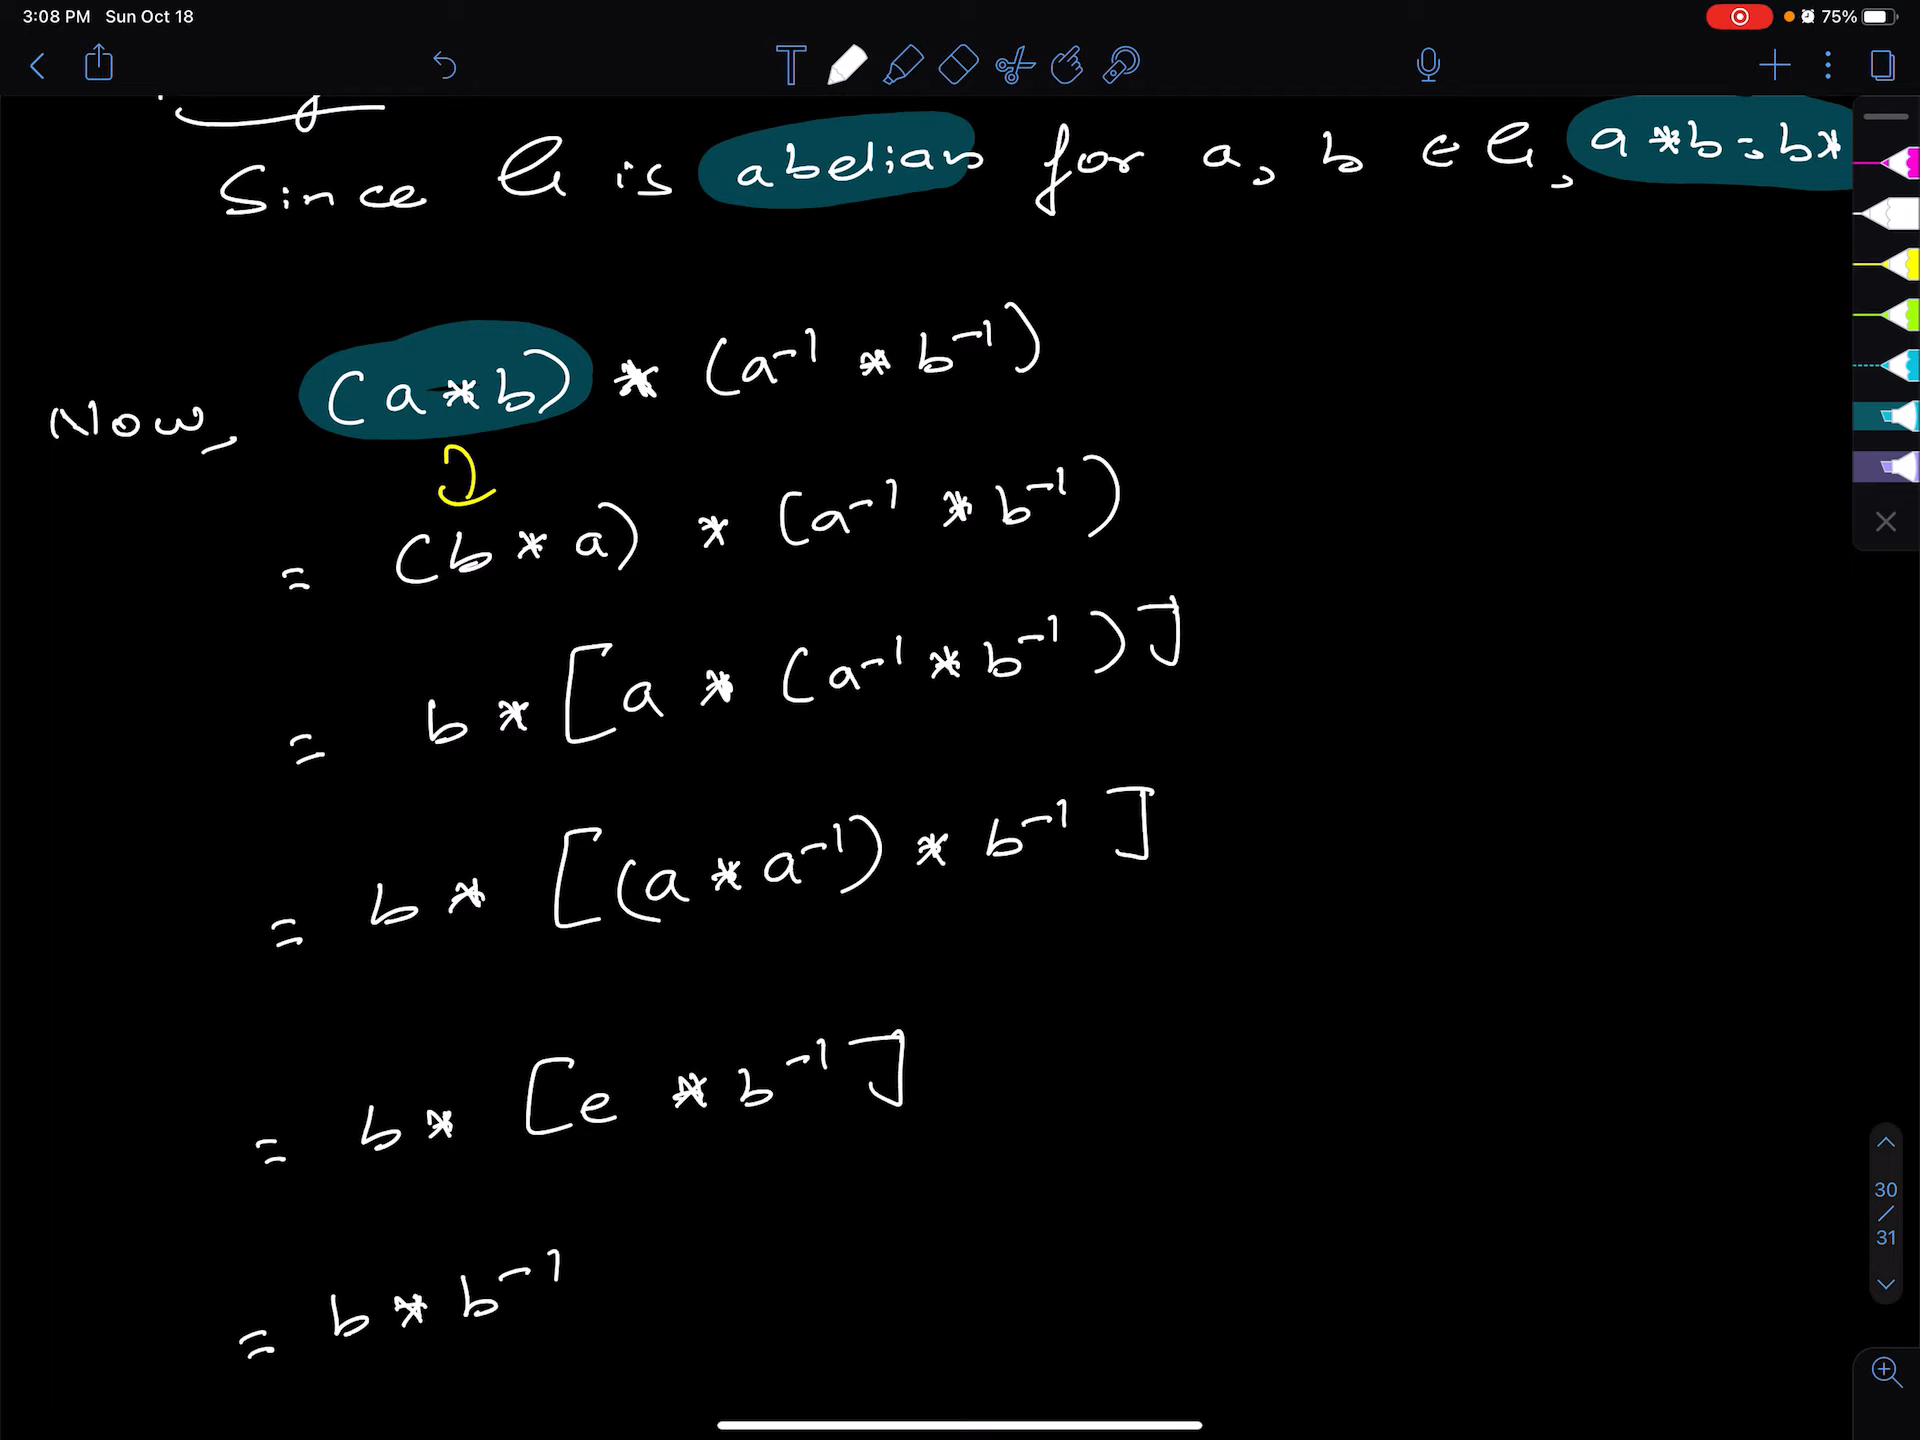 3:08 PM Sun Oct 18 75%
Since G is abelian for a, b ∈ G, a * b = b *
Now, (a * b) * (a⁻¹ * b⁻¹)
= (b * a) * (a⁻¹ * b⁻¹)
= b * [a * (a⁻¹ * b⁻¹)]
= b * [(a * a⁻¹) * b⁻¹]
= b * [e * b⁻¹]
= b * b⁻¹
30
/
31